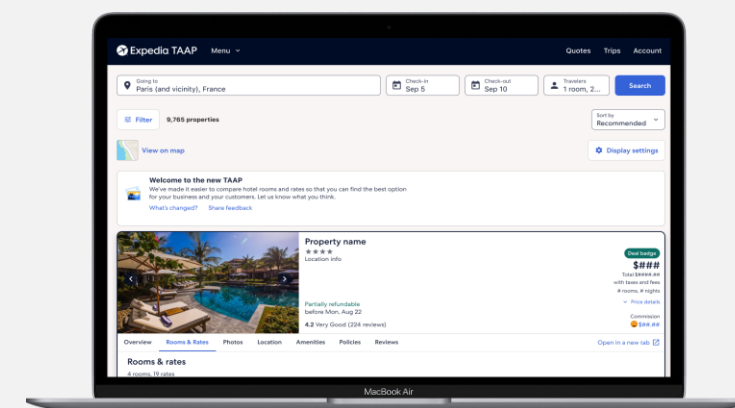 Expedia TAAP
Menu
Quotes Trips Account
Going to
Paris (and vicinity), France
Check-in
Sep 5
Check-out
Sep 10
Travelers
1 room, 2...
Search
Filter
9,765 properties
Sort by
Recommended
View on map
Display settings
Welcome to the new TAAP
We've made it easier to compare hotel rooms and rates so that you can find the best option
for your business and your customers. Let us know what you think.
What's changed? Share feedback
Property name
★★★★
Location info
Partially refundable
before Mon, Aug 22
4.2 Very Good (224 reviews)
Deal badge
$###
Total $####.##
with taxes and fees
# rooms, # nights
Price details
Commission
$##.##
Overview Rooms & Rates Photos Location Amenities Policies Reviews
Open in a new tab
Rooms & rates
4 rooms, 19 rates
MacBook Air